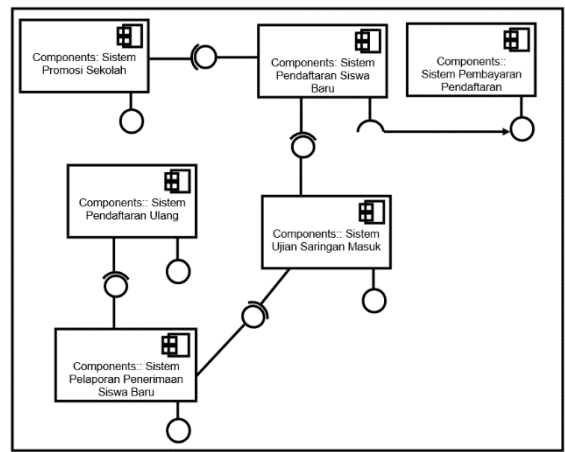 Components: Sistem
Promosi Sekolah
Components: Sistem
Pendaftaran Siswa
Baru
Components::
Sistem Pembayaran
Pendaftaran
Components:: Sistem
Pendaftaran Ulang
Components:: Sistem
Ujian Saringan Masuk
Components:: Sistem
Pelaporan Penerimaan
Siswa Baru